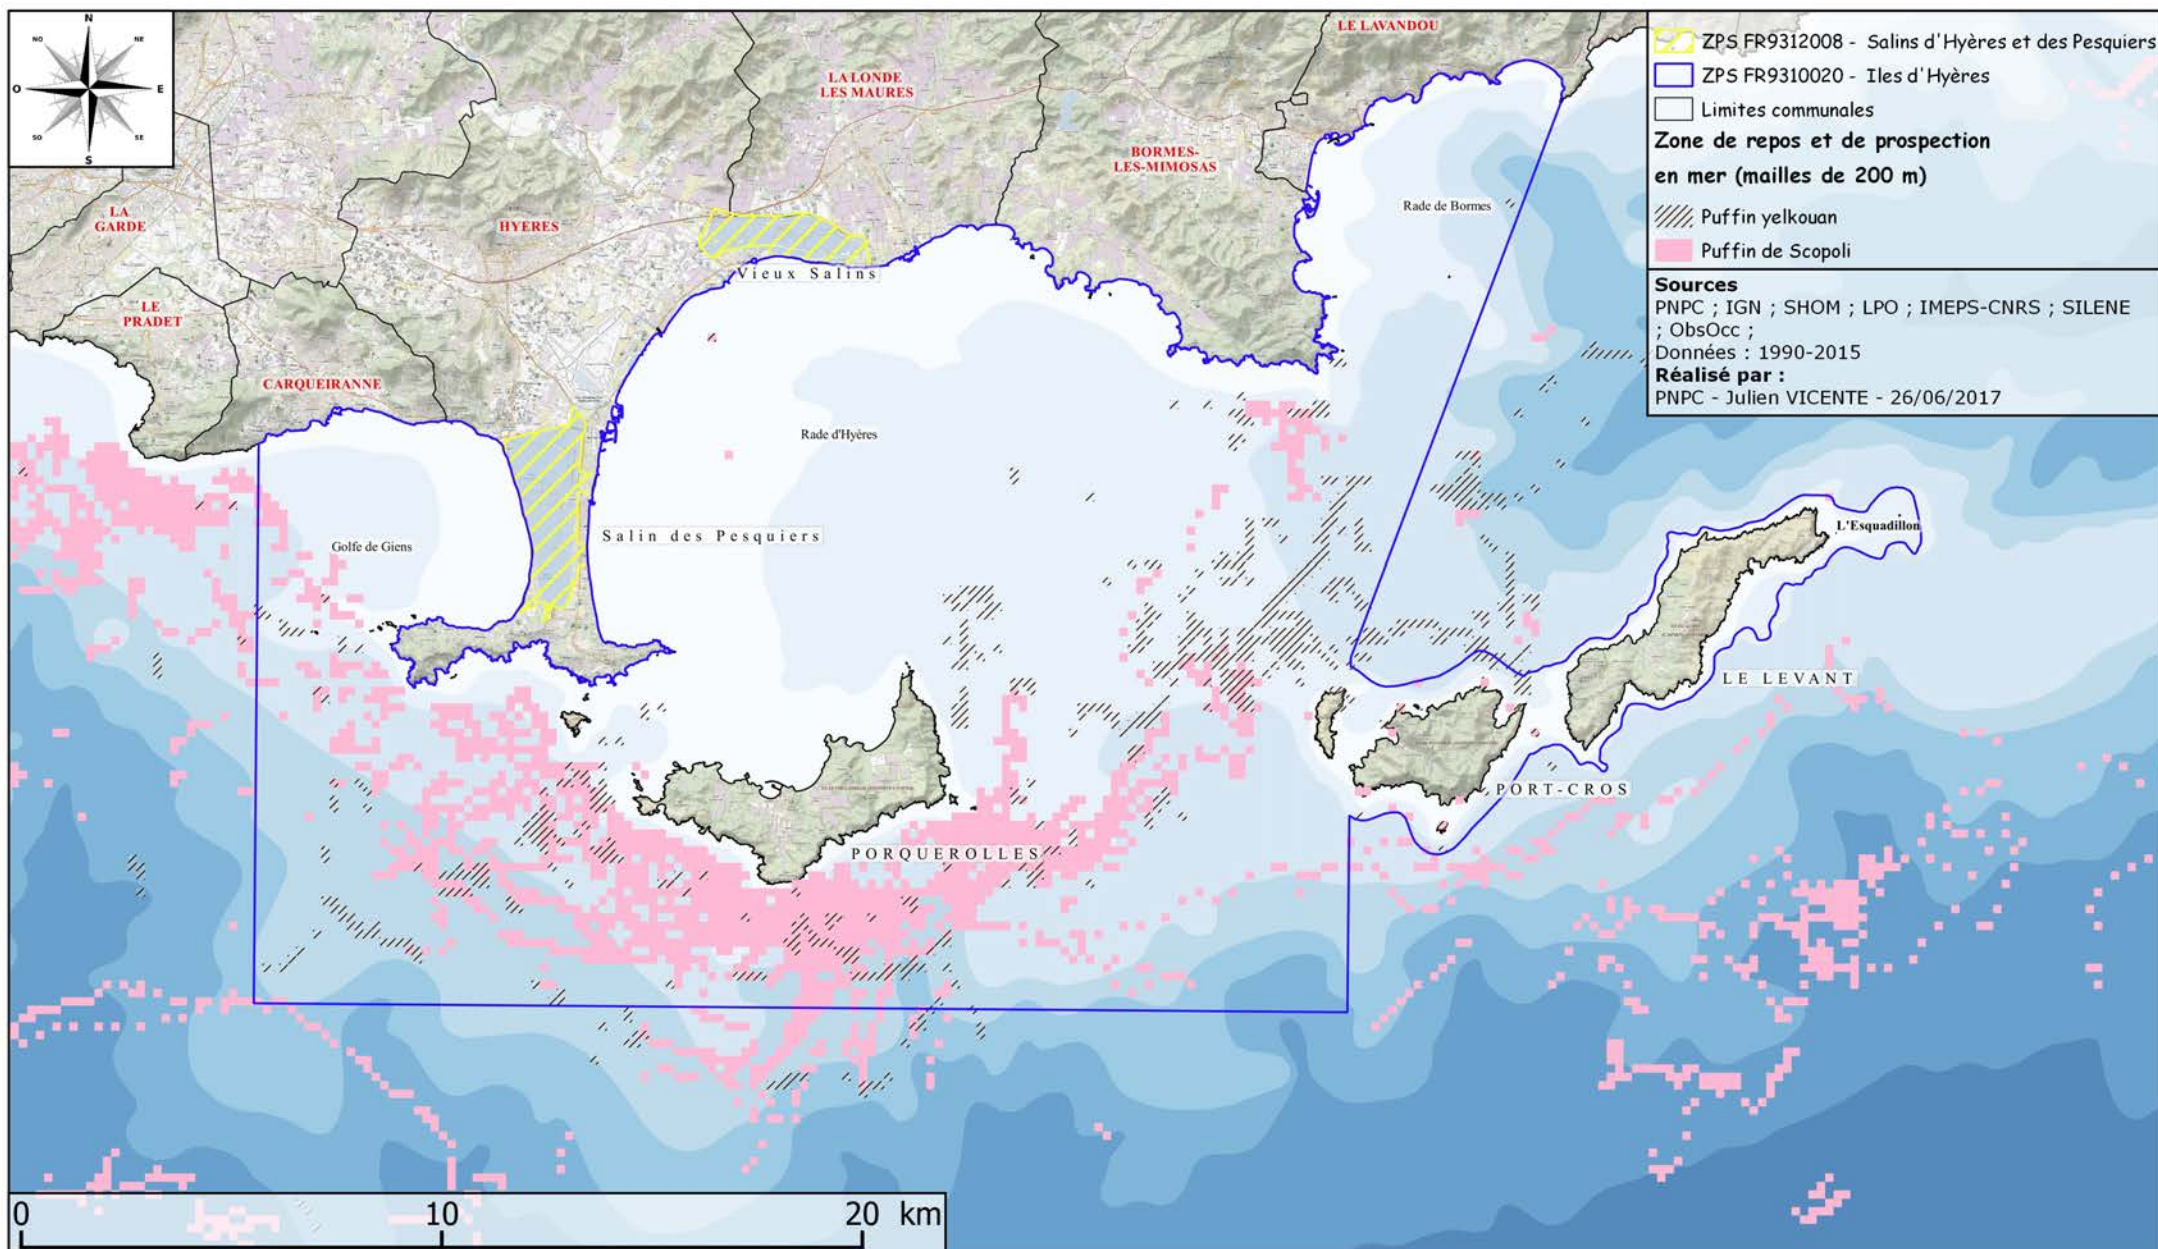 N
NO
NE
O
E
SO
SE
S
LE LAVANDOU
LA LONDE
LES MAURES
BORMES-
LES-MIMOSAS
LA
GARDE
HYERES
LE
PRADET
CARQUEIRANNE
Vieux Salins
Rade de Bormes
Rade d'Hyères
Golfe de Giens
Salin des Pesquiers
L'Esquadillon
LE LEVANT
PORT-CROS
PORQUEROLLES
ZPS FR9312008 - Salins d'Hyères et des Pesquiers
ZPS FR9310020 - Iles d'Hyères
Limites communales
Zone de repos et de prospection
en mer (mailles de 200 m)
Puffin yelkouan
Puffin de Scopoli
Sources
PNPC ; IGN ; SHOM ; LPO ; IMEPS-CNRS ; SILENE
; ObsOcc ;
Données : 1990-2015
Réalisé par :
PNPC - Julien VICENTE - 26/06/2017
0 10 20 km